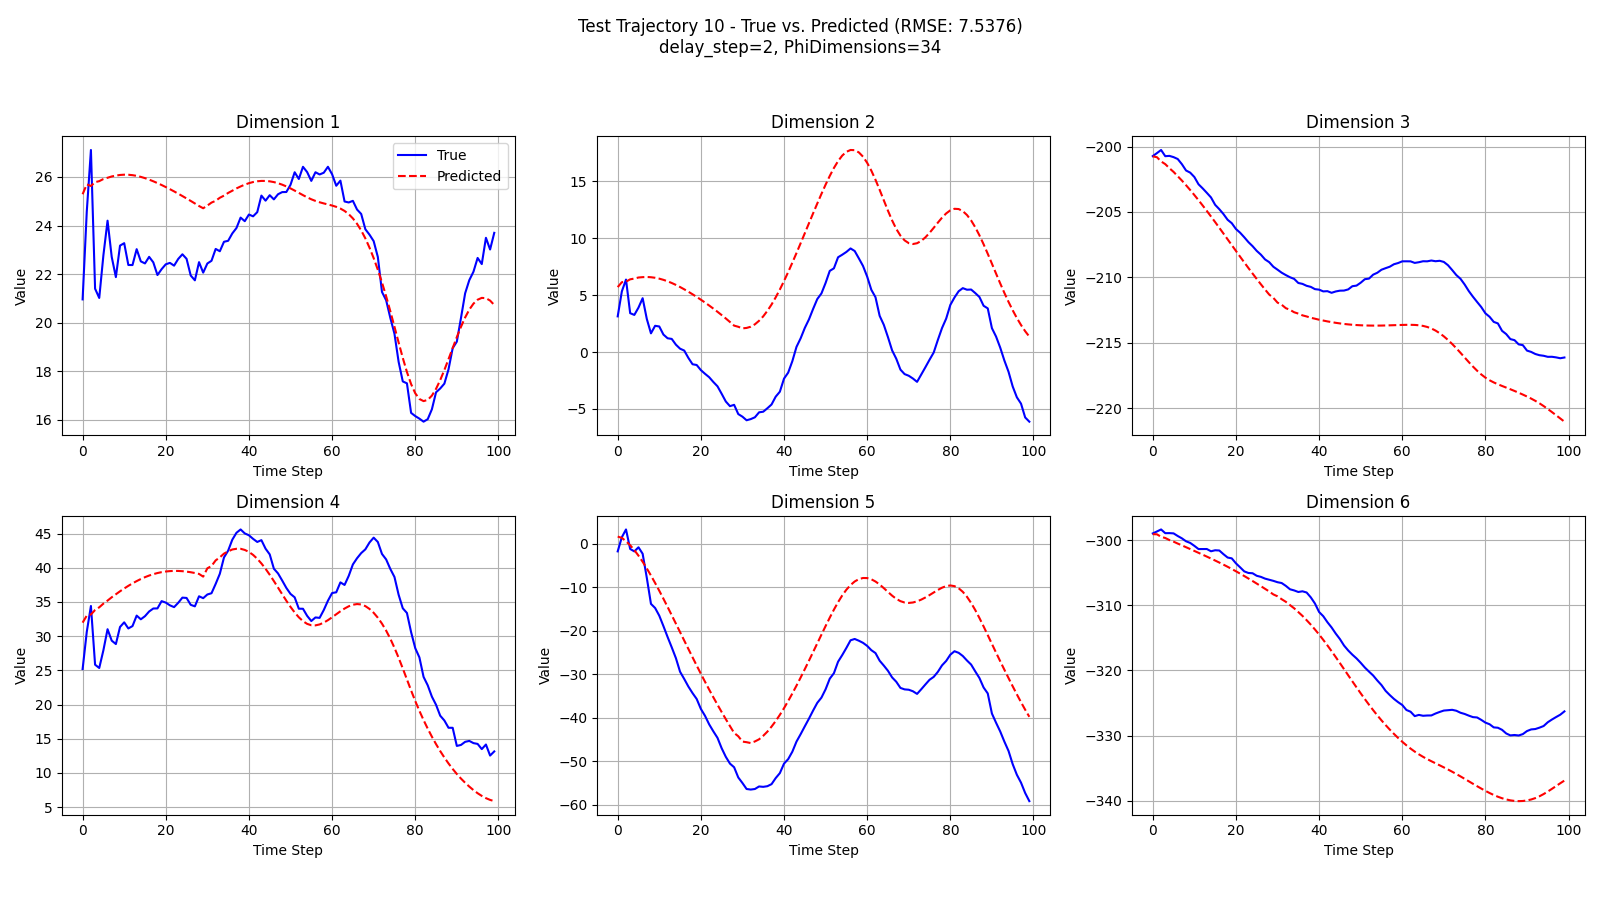 Test Trajectory 10 - True vs. Predicted (RMSE: 7.5376)
delay_step=2, PhiDimensions=34
Dimension 1
Value
26
24
22
20
18
16
0 20 40 60 80 100
Time Step
True
Predicted
Dimension 2
Value
15
10
5
0
−5
0 20 40 60 80 100
Time Step
Dimension 3
Value
−200
−205
−210
−215
−220
0 20 40 60 80 100
Time Step
Dimension 4
Value
45
40
35
30
25
20
15
10
5
0 20 40 60 80 100
Time Step
Dimension 5
Value
0
−10
−20
−30
−40
−50
−60
0 20 40 60 80 100
Time Step
Dimension 6
Value
−300
−310
−320
−330
−340
0 20 40 60 80 100
Time Step